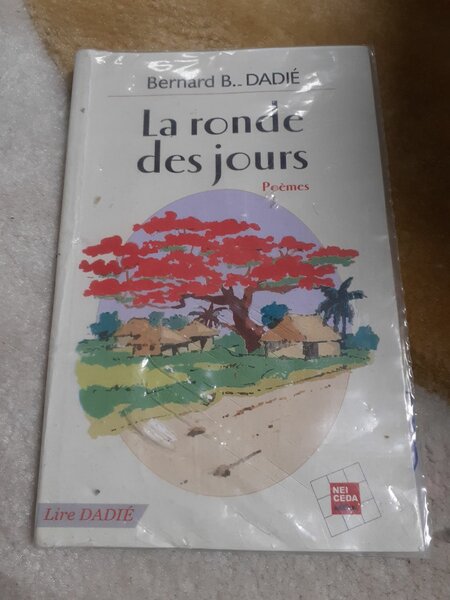 Bernard B. DADIÉ
La ronde
des jours
Poèmes
NEI
CEDA
Lire DADIÉ